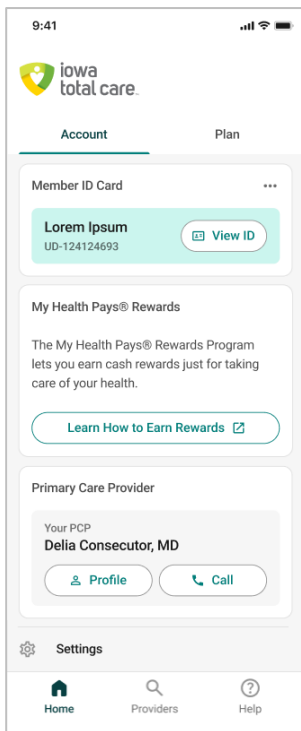 9:41
iowa
total care.
Account
Plan
Member ID Card
Lorem Ipsum
UD-124124693
View ID
My Health Pays® Rewards
The My Health Pays® Rewards Program
lets you earn cash rewards just for taking
care of your health.
Learn How to Earn Rewards
Primary Care Provider
Your PCP
Delia Consecutor, MD
Profile
Call
Settings
Home
Providers
Help